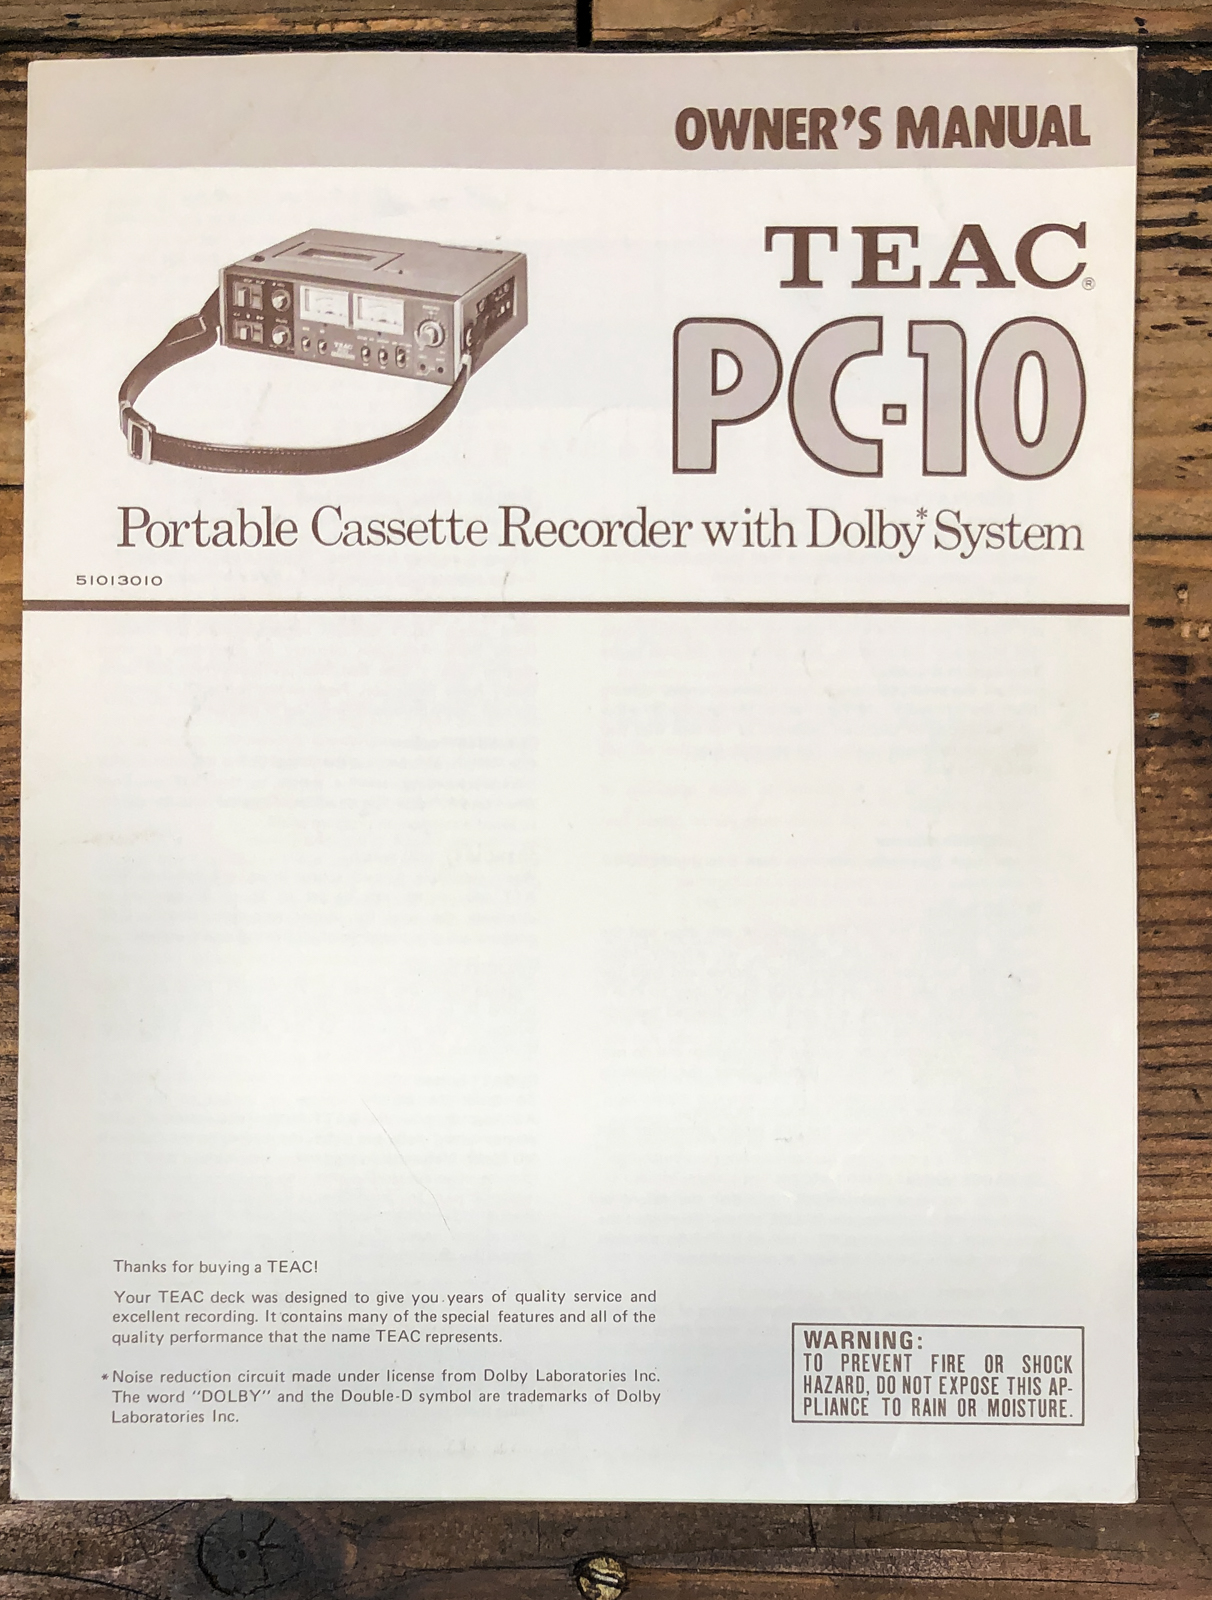 OWNER'S MANUAL
TEAC®
PC-10
Portable Cassette Recorder with Dolby* System
51013010
Thanks for buying a TEAC!
Your TEAC deck was designed to give you years of quality service and
excellent recording. It contains many of the special features and all of the
quality performance that the name TEAC represents.
* Noise reduction circuit made under license from Dolby Laboratories Inc.
The word "DOLBY" and the Double-D symbol are trademarks of Dolby
Laboratories Inc.
WARNING:
TO PREVENT FIRE OR SHOCK
HAZARD, DO NOT EXPOSE THIS AP-
PLIANCE TO RAIN OR MOISTURE.